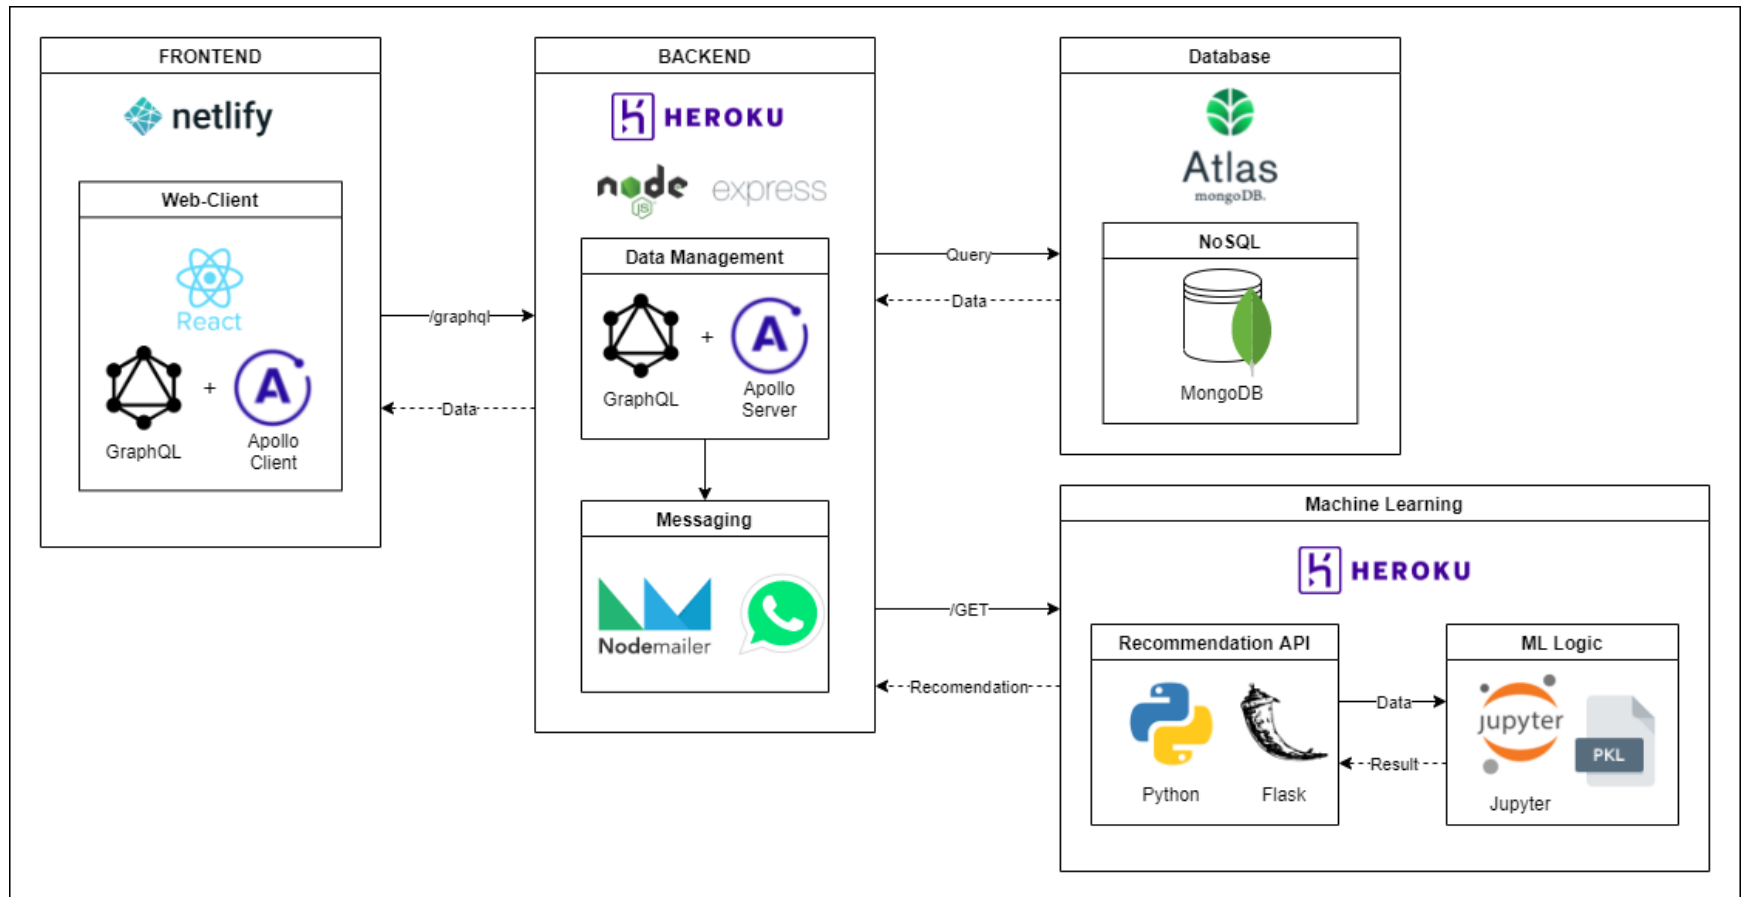 FRONTEND
netlify
Web-Client
React
+
GraphQL
Apollo
Client
/graphql
Data
BACKEND
HEROKU
node
JS
express
Data Management
+
GraphQL
Apollo
Server
Messaging
Nodemailer
Query
Data
/GET
Recomendation
Database
Atlas
mongoDB.
NoSQL
MongoDB
Machine Learning
HEROKU
Recommendation API
Python
Flask
Data
Result
ML Logic
jupyter
PKL
Jupyter